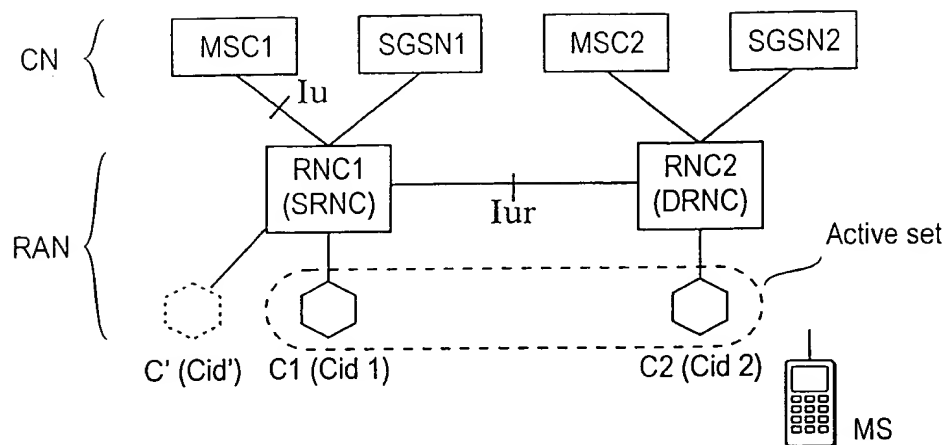 CN
MSC1
SGSN1
MSC2
SGSN2
Iu
RAN
RNC1
(SRNC)
Iur
RNC2
(DRNC)
Active set
C' (Cid')
C1 (Cid 1)
C2 (Cid 2)
MS